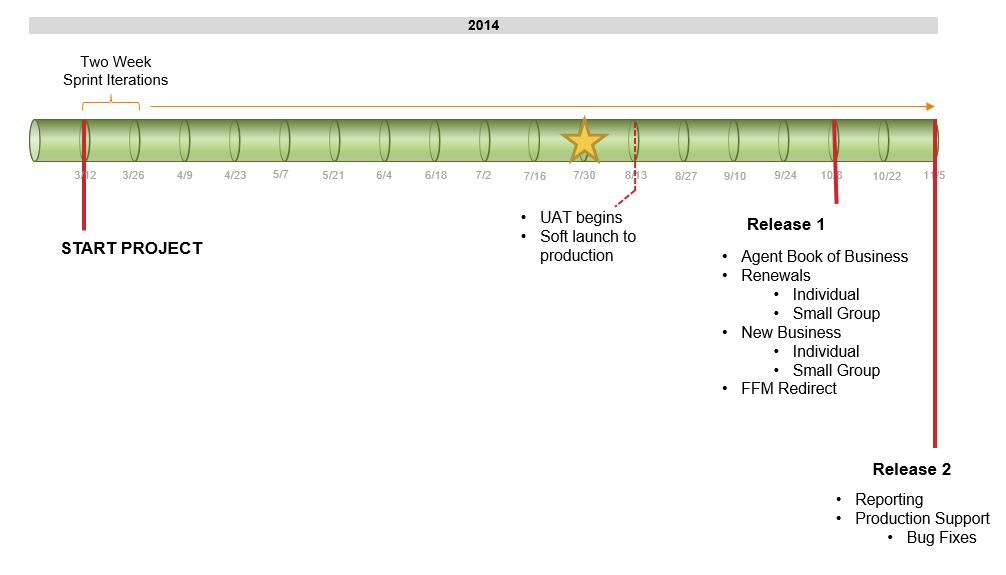 2014
Two Week
Sprint Iterations
3/12 3/26 4/9 4/23 5/7 5/21 6/4 6/18 7/2 7/16 7/30 8/13 8/27 9/10 9/24 10/8 10/22 11/5
START PROJECT
• UAT begins
• Soft launch to
production
Release 1
• Agent Book of Business
• Renewals
• Individual
• Small Group
• New Business
• Individual
• Small Group
• FFM Redirect
Release 2
• Reporting
• Production Support
• Bug Fixes